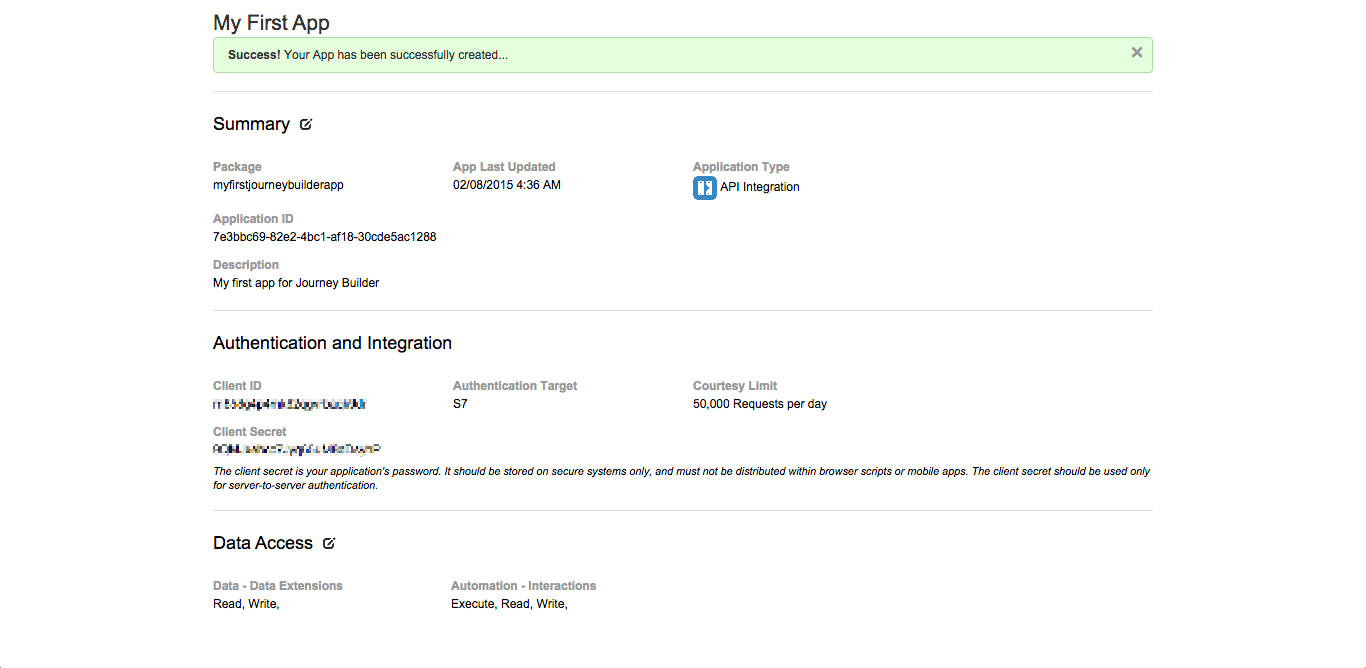 My First App
Success! Your App has been successfully created...
Summary
Package
App Last Updated
Application Type
myfirstjourneybuilderapp
02/08/2015 4:36 AM
API Integration
Application ID
7e3bbc69-82e2-4bc1-af18-30cde5ac1288
Description
My first app for Journey Builder
Authentication and Integration
Client ID
Authentication Target
Courtesy Limit
S7
50,000 Requests per day
Client Secret
The client secret is your application's password. It should be stored on secure systems only, and must not be distributed within browser scripts or mobile apps. The client secret should be used only
for server-to-server authentication.
Data Access
Data - Data Extensions
Automation - Interactions
Read, Write,
Execute, Read, Write,